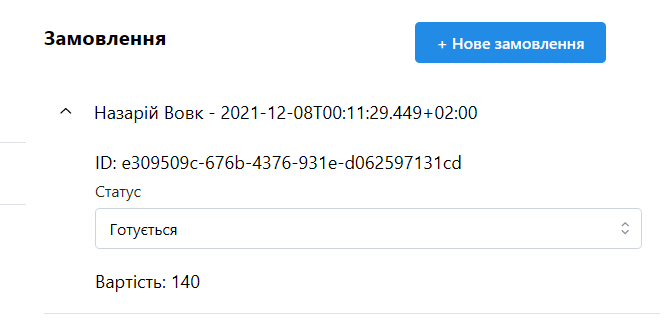 Замовлення
+ Нове замовлення
Назарій Вовк - 2021-12-08T00:11:29.449+02:00
ID: e309509c-676b-4376-931e-d062597131cd
Статус
Готується
Вартість: 140